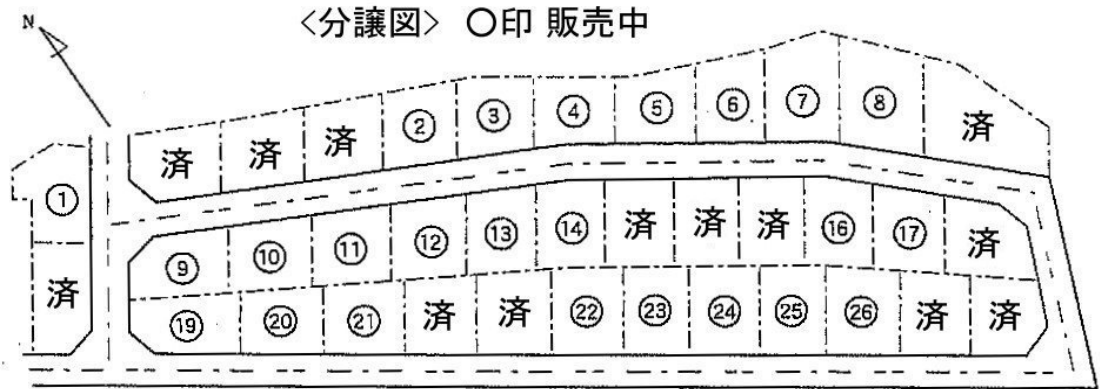 N
<分譲図> 〇印 販売中
済 済 済 ② ③ ④ ⑤ ⑥ ⑦ ⑧ 済
①
済
⑨ ⑩ ⑪ ⑫ ⑬ ⑭ 済 済 済 ⑯ ⑰ 済
⑲ ⑳ ㉑ 済 済 ㉒ ㉓ ㉔ ㉕ ㉖ 済 済